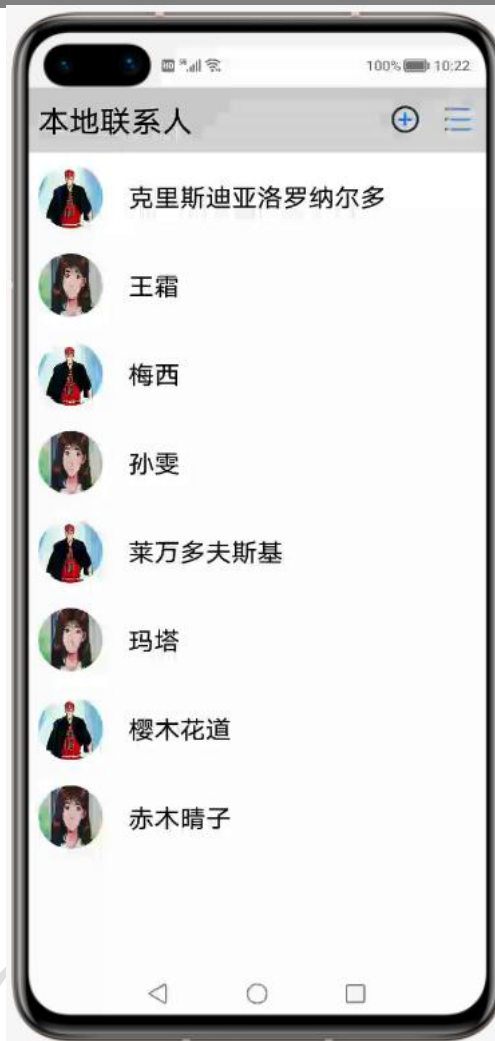 HD 5G 100% 10:22
本地联系人
克里斯迪亚洛罗纳尔多
王霜
梅西
孙雯
莱万多夫斯基
玛塔
樱木花道
赤木晴子